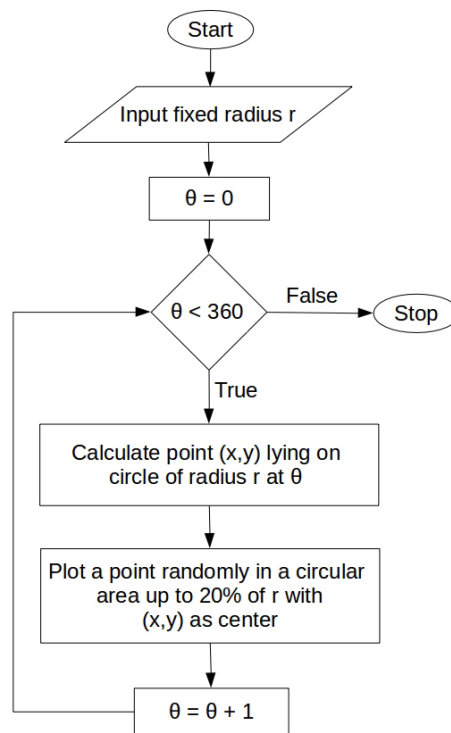 Start
Input fixed radius r
θ = 0
θ < 360
False
Stop
True
Calculate point (x,y) lying on
circle of radius r at θ
Plot a point randomly in a circular
area up to 20% of r with
(x,y) as center
θ = θ + 1